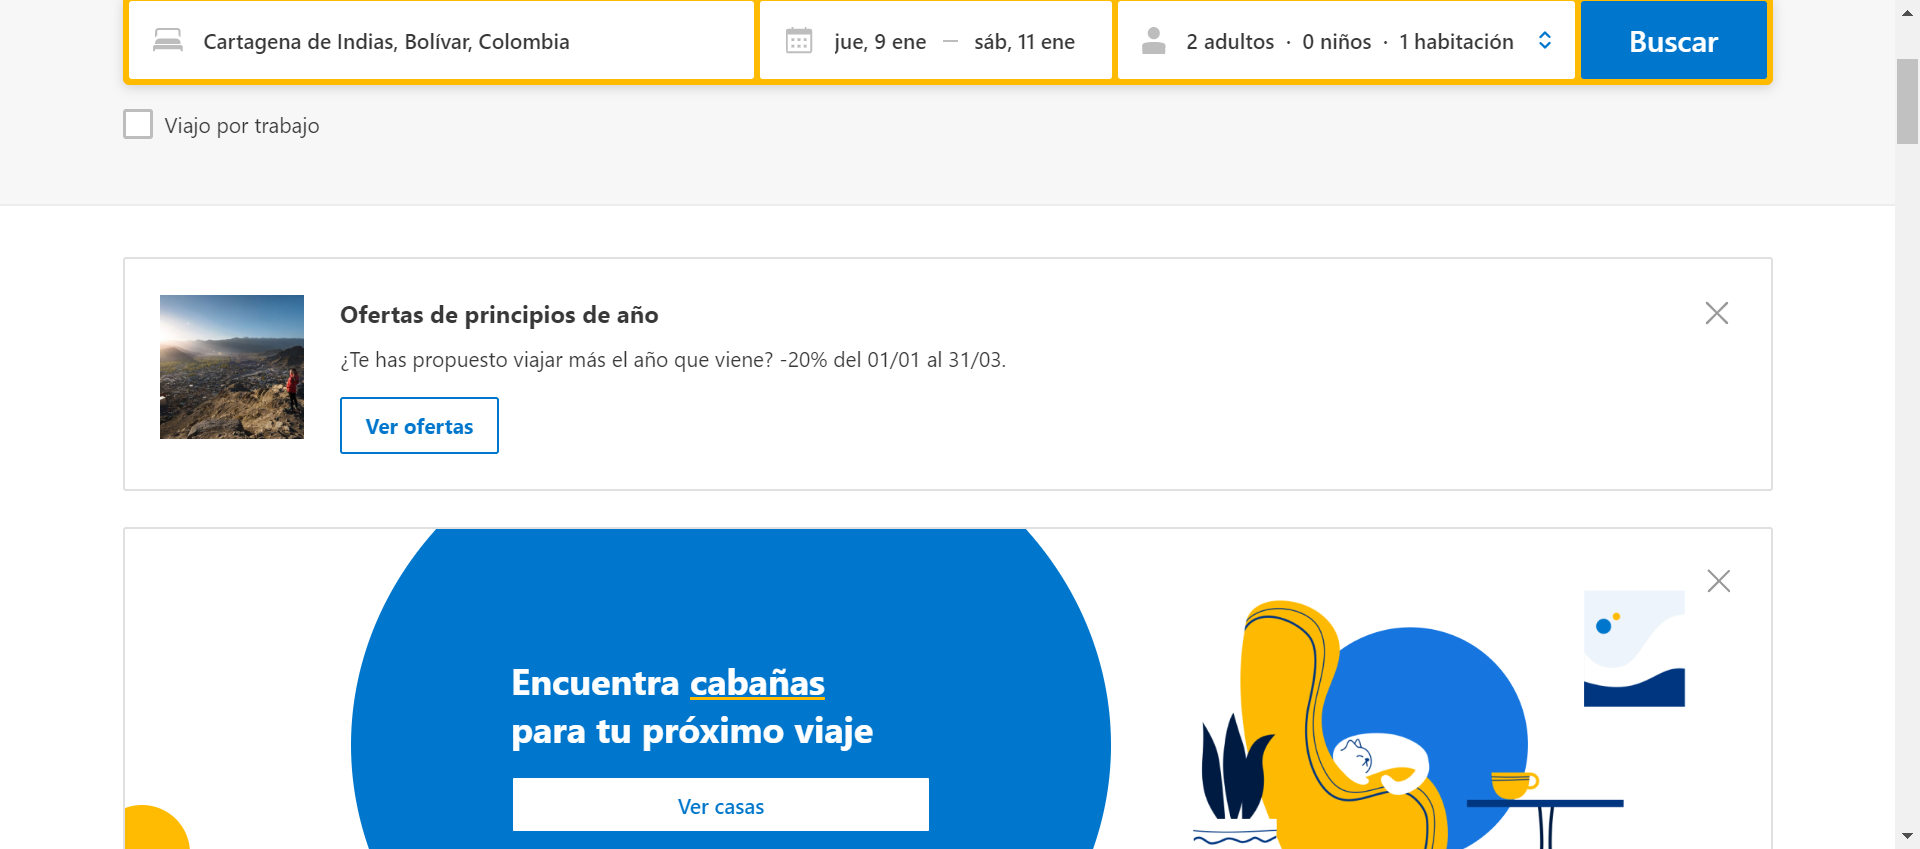 Cartagena de Indias, Bolívar, Colombia
jue, 9 ene — sáb, 11 ene
2 adultos · 0 niños · 1 habitación
Buscar
Viajo por trabajo
Ofertas de principios de año
¿Te has propuesto viajar más el año que viene? -20% del 01/01 al 31/03.
Ver ofertas
Encuentra cabañas
para tu próximo viaje
Ver casas